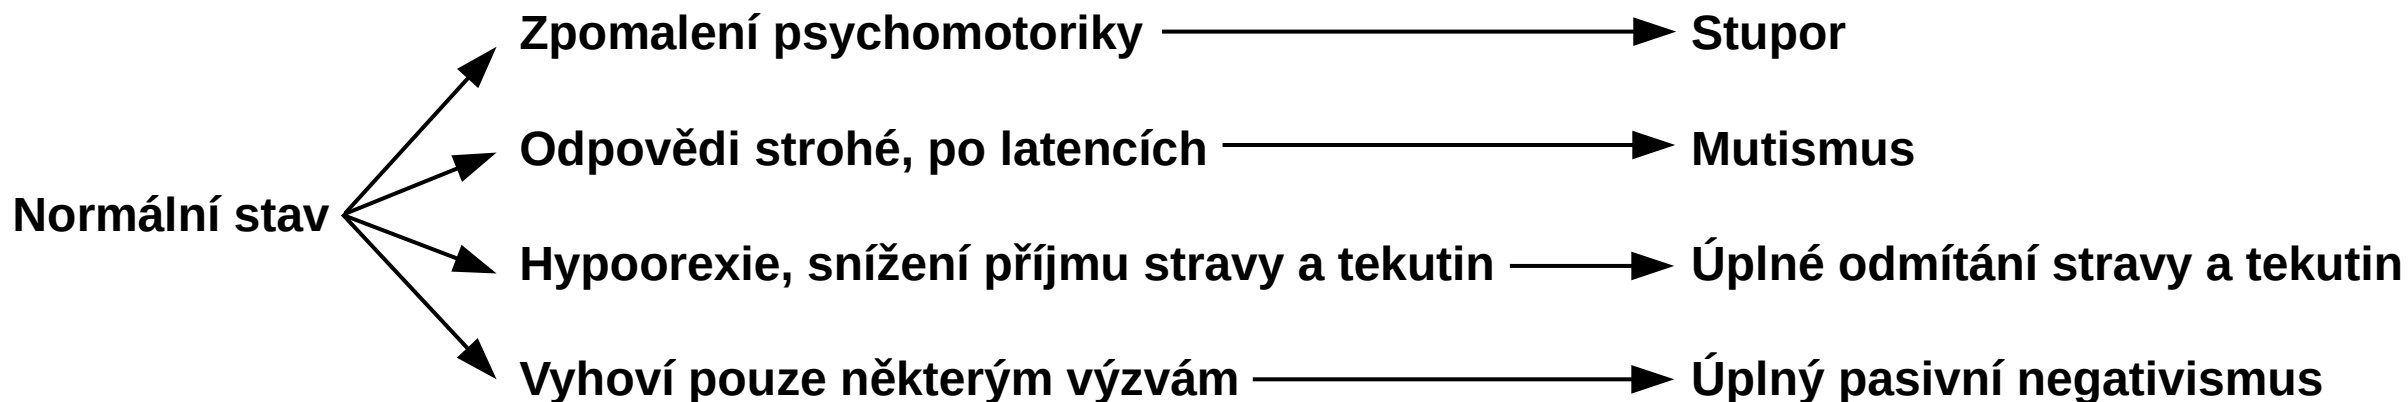 Zpomalení psychomotoriky
Stupor
Odpovědi strohé, po latencích
Mutismus
Normální stav
Hypoorexie, snížení příjmu stravy a tekutin
Úplné odmítání stravy a tekutin
Vyhoví pouze některým výzvám
Úplný pasivní negativismus